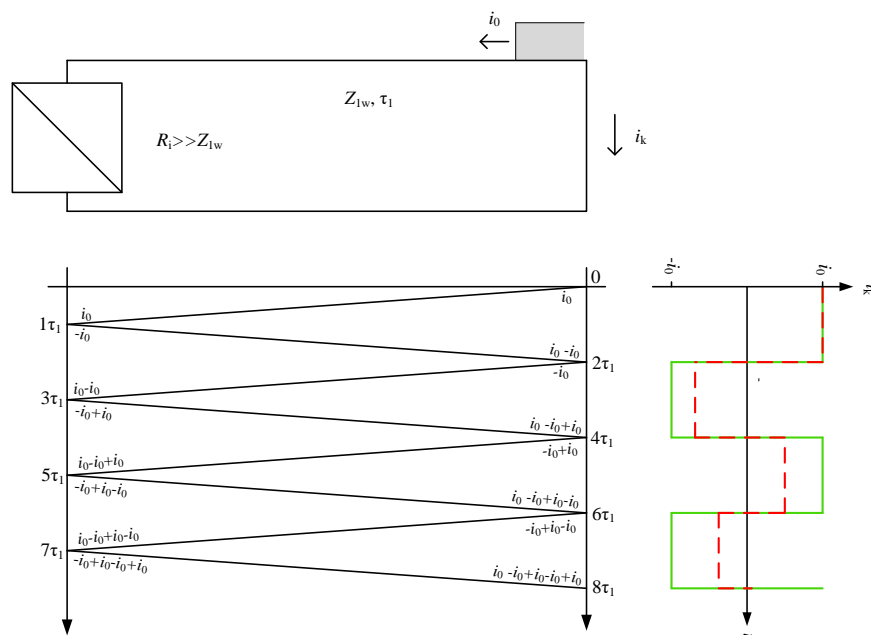 i₀
Z₁w, τ₁
Rᵢ>>Z₁w
iₖ
0
-i₀
i₀
iₖ
i₀
i₀
1τ₁
-i₀
i₀ -i₀
2τ₁
-i₀
i₀-i₀
3τ₁
-i₀+i₀
i₀ -i₀+i₀
4τ₁
-i₀+i₀
i₀-i₀+i₀
5τ₁
-i₀+i₀-i₀
i₀ -i₀+i₀-i₀
6τ₁
-i₀+i₀-i₀
i₀-i₀+i₀-i₀
7τ₁
-i₀+i₀-i₀+i₀
i₀ -i₀+i₀-i₀+i₀
8τ₁